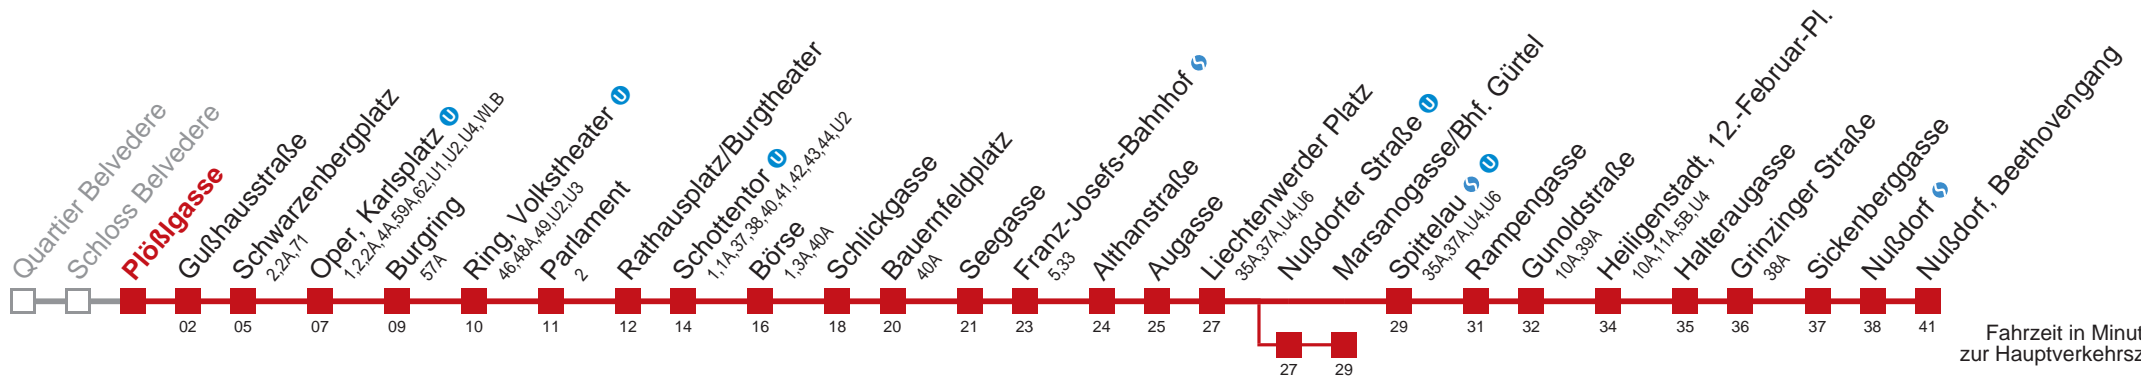 Quartier Belvedere
Schloss Belvedere
Plößlgasse
Gußhausstraße
Schwarzenbergplatz
2,2A,71
Oper, Karlsplatz U
1,2,2A,4A,59A,62,U1,U2,U4,WLB
Burgring
57A
Ring, Volkstheater U
46,48A,49,U2,U3
Parlament
2
Rathausplatz/Burgtheater
Schottentor U
1,1A,37,38,40,41,42,43,44,U2
Börse
1,3A,40A
Schlickgasse
Bauernfeldplatz
40A
Seegasse
Franz-Josefs-Bahnhof S
5,33
Althanstraße
Augasse
Liechtenwerder Platz
35A,37A,U4,U6
Nußdorfer Straße U
Marsanogasse/Bhf. Gürtel
Spittelau S U
35A,37A,U4,U6
Rampengasse
Gunoldstraße
10A,39A
Heiligenstadt, 12.-Februar-Pl.
10A,11A,5B,U4
Halteraugasse
Grinzinger Straße
38A
Sickenberggasse
Nußdorf S
Nußdorf, Beethovengang
02 05 07 09 10 11 12 14 16 18 20 21 23 24 25 27 29 31 32 34 35 36 37 38 41
27 29
Fahrzeit in Minut
zur Hauptverkehrsz